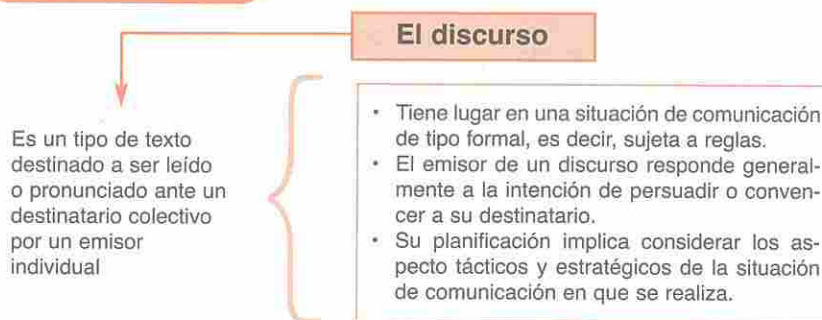 El discurso
Es un tipo de texto
destinado a ser leído
o pronunciado ante un
destinatario colectivo
por un emisor
individual
• Tiene lugar en una situación de comunicación
de tipo formal, es decir, sujeta a reglas.
• El emisor de un discurso responde general-
mente a la intención de persuadir o conven-
cer a su destinatario.
• Su planificación implica considerar los as-
pecto tácticos y estratégicos de la situación
de comunicación en que se realiza.